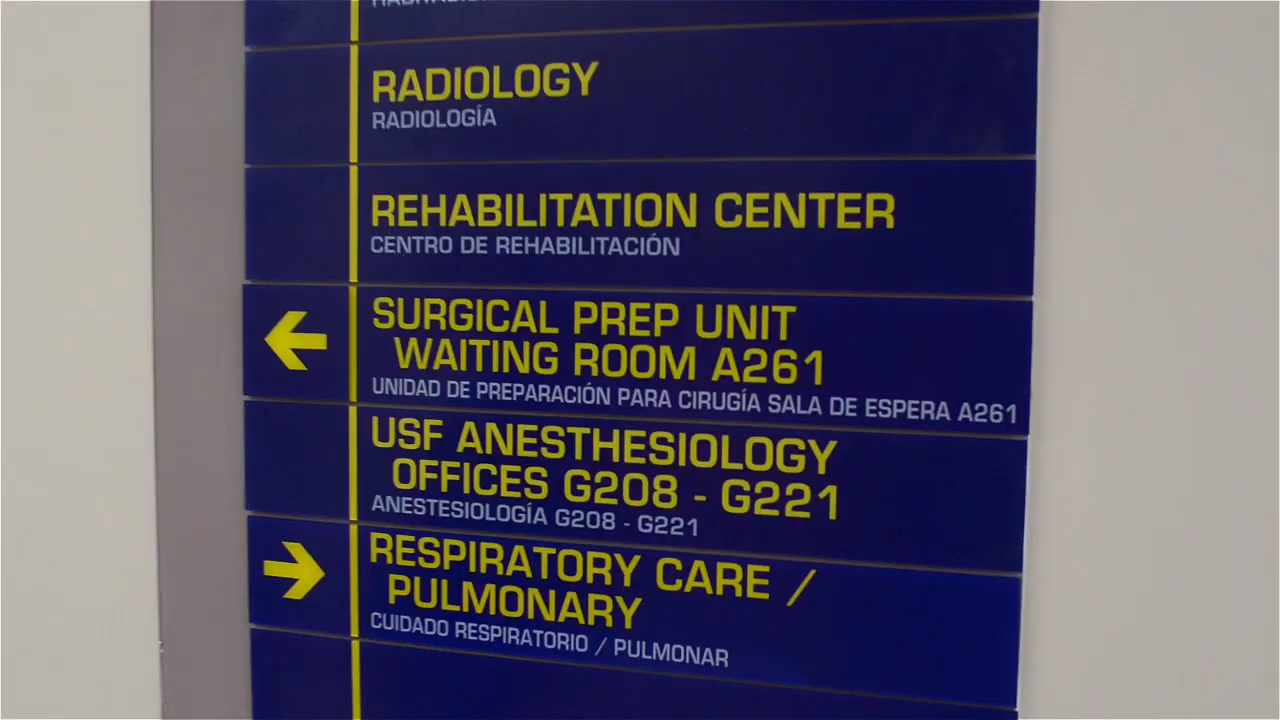 RADIOLOGY
RADIOLOGÍA
REHABILITATION CENTER
CENTRO DE REHABILITACIÓN
SURGICAL PREP UNIT
WAITING ROOM A261
UNIDAD DE PREPARACIÓN PARA CIRUGÍA SALA DE ESPERA A261
USF ANESTHESIOLOGY
OFFICES G208 - G221
ANESTESIOLOGÍA G208 - G221
RESPIRATORY CARE /
PULMONARY
CUIDADO RESPIRATORIO / PULMONAR